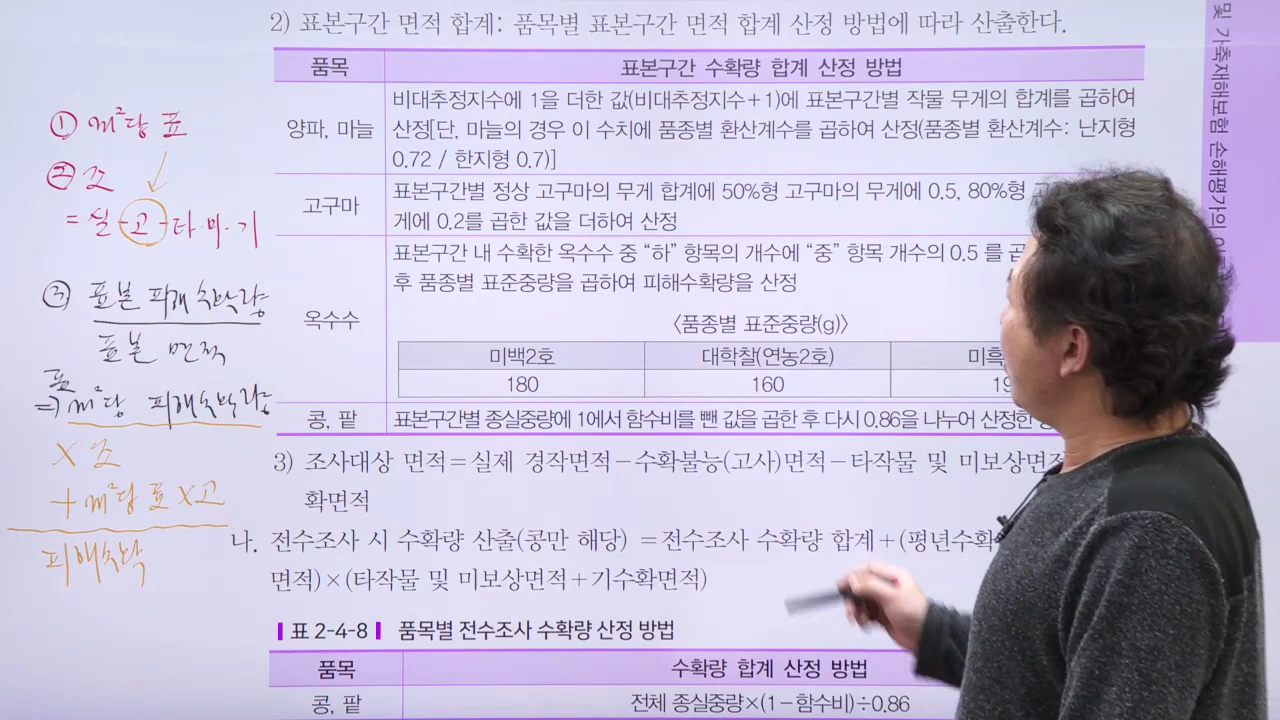 2) 표본구간 면적 합계: 품목별 표본구간 면적 합계 산정 방법에 따라 산출한다.
품목 표본구간 수확량 합계 산정 방법
양파, 마늘
비대추정지수에 1을 더한 값(비대추정지수+1)에 표본구간별 작물 무게의 합계를 곱하여
산정[단, 마늘의 경우 이 수치에 품종별 환산계수를 곱하여 산정(품종별 환산계수: 난지형
0.72 / 한지형 0.7)]
고구마
표본구간별 정상 고구마의 무게 합계에 50%형 고구마의 무게에 0.5, 80%형
게에 0.2를 곱한 값을 더하여 산정
옥수수
표본구간 내 수확한 옥수수 중 “하” 항목의 개수에 “중” 항목 개수의 0.5 를
후 품종별 표준중량을 곱하여 피해수확량을 산정
〈품종별 표준중량(g)〉
미백2호 대학찰(연농2호)
180 160
콩, 팥 표본구간별 종실중량에 1에서 함수비를 뺀 값을 곱한 후 다시 0.86을 나누어 산정한
3) 조사대상 면적=실제 경작면적-수확불능(고사)면적-타작물 및 미보상면적
확면적
나. 전수조사 시 수확량 산출(콩만 해당) =전수조사 수확량 합계+(평년수확
면적)×(타작물 및 미보상면적+기수확면적)
표 2-4-8 품목별 전수조사 수확량 산정 방법
품목 수확량 합계 산정 방법
콩, 팥 전체 종실중량×(1-함수비)÷0.86
① m²당 표
② 조
= 실-고-타·미·기
③ 표본 피해수확량
표본 면적
표
⇒ m²당 피해수확량
× 조
+ m²당 표 × 고
피해수확
및 가축재해보험 손해평가의